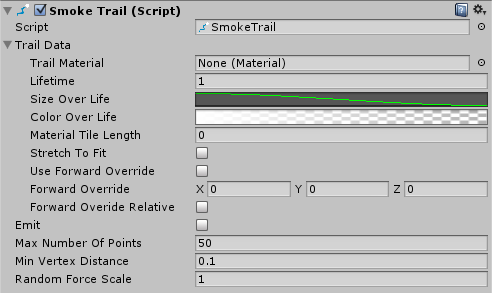 Smoke Trail (Script)
Script SmokeTrail
Trail Data
Trail Material None (Material)
Lifetime 1
Size Over Life
Color Over Life
Material Tile Length 0
Stretch To Fit
Use Forward Override
Forward Override X 0 Y 0 Z 0
Forward Overide Relative
Emit
Max Number Of Points 50
Min Vertex Distance 0.1
Random Force Scale 1